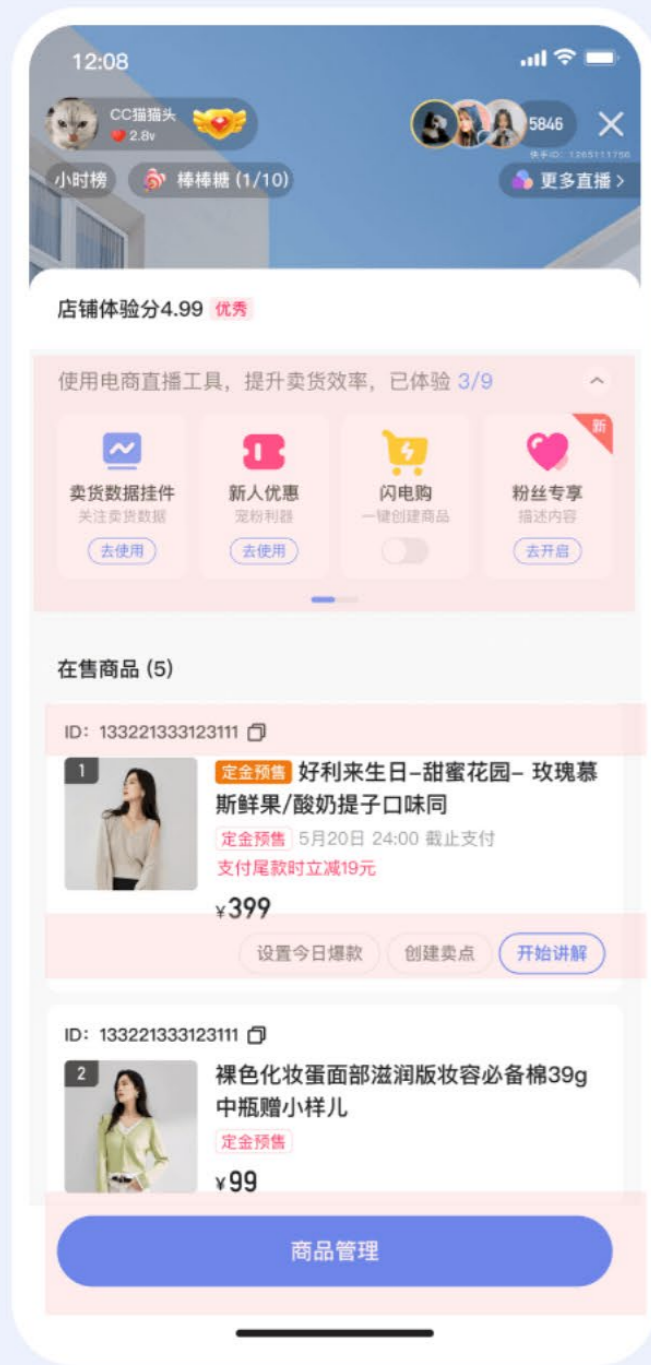 12:08
CC猫猫头
2.8v
5846
快手ID: 1265111756
小时榜
棒棒糖 (1/10)
更多直播 >
店铺体验分4.99 优秀
使用电商直播工具，提升卖货效率，已体验 3/9
新
卖货数据挂件 新人优惠 闪电购 粉丝专享
关注卖货数据 宠粉利器 一键创建商品 描述内容
去使用 去使用 去开启
在售商品 (5)
ID: 133221333123111
1
定金预售 好利来生日-甜蜜花园- 玫瑰慕
斯鲜果/酸奶提子口味同
定金预售 5月20日 24:00 截止支付
支付尾款时立减19元
¥399
设置今日爆款 创建卖点 开始讲解
ID: 133221333123111
2
裸色化妆蛋面部滋润版妆容必备棉39g
中瓶赠小样儿
定金预售
¥99
商品管理